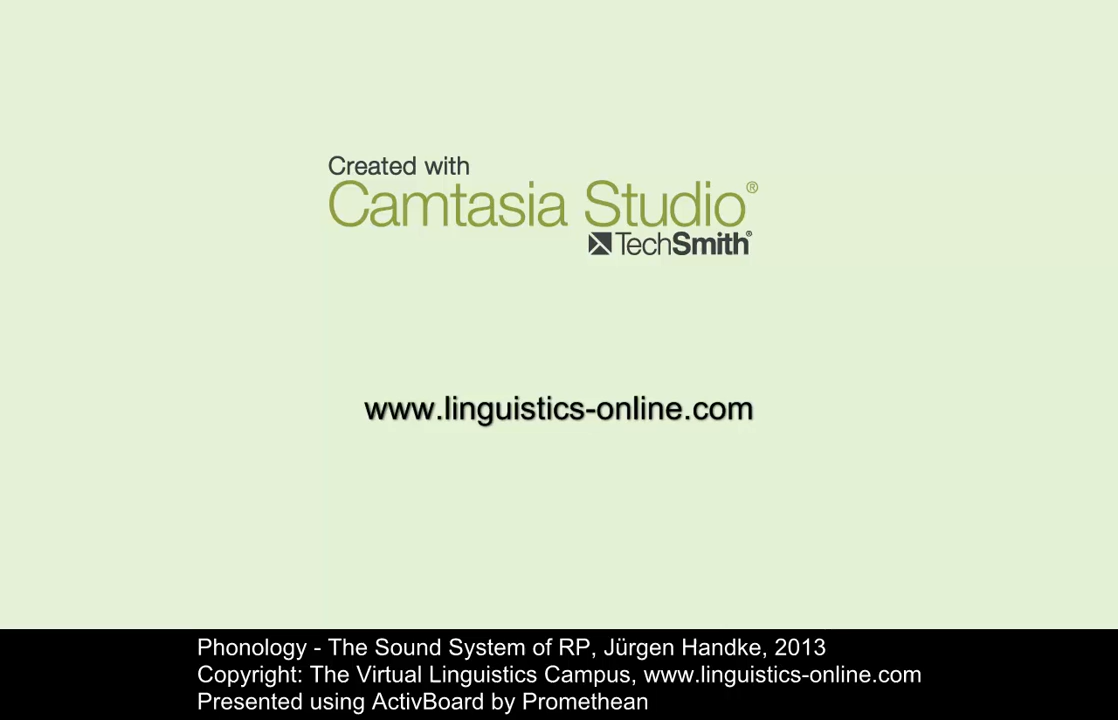 Created with
Camtasia Studio®
TechSmith®
www.linguistics-online.com
Phonology - The Sound System of RP, Jürgen Handke, 2013
Copyright: The Virtual Linguistics Campus, www.linguistics-online.com
Presented using ActivBoard by Promethean